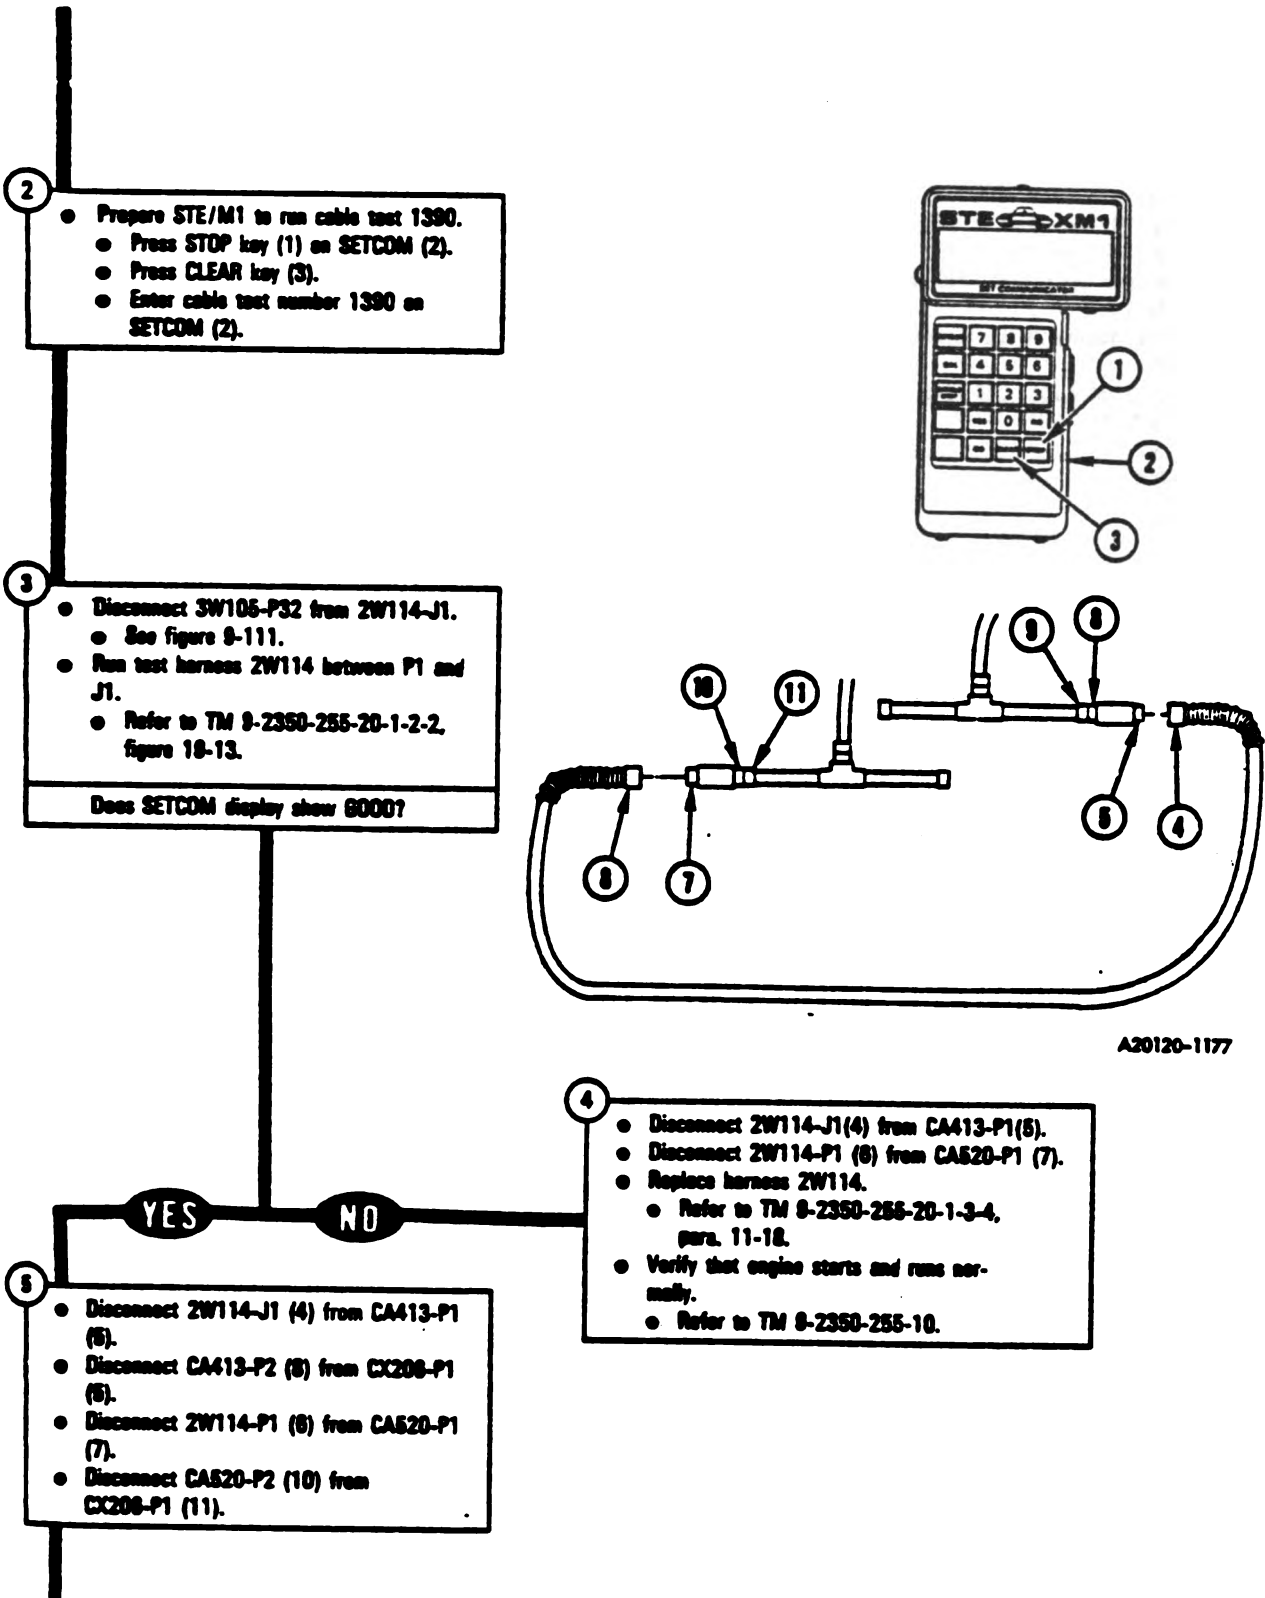 2
● Prepare STE/M1 to run cable test 1390.
● Press STOP key (1) on SETCOM (2).
● Press CLEAR key (3).
● Enter cable test number 1390 on
SETCOM (2).
STE XM1
SET COMMUNICATOR
7 8 9
4 5 6
1 2 3
0
1
2
3
3
● Disconnect 3W105-P32 from 2W114-J1.
● See figure 9-111.
● Run test harness 2W114 between P1 and
J1.
● Refer to TM 9-2350-255-20-1-2-2,
figure 18-13.
Does SETCOM display show GOOD?
9
8
10
11
5
4
7
A20120-1177
4
● Disconnect 2W114-J1(4) from CA413-P1(5).
● Disconnect 2W114-P1 (6) from CA520-P1 (7).
● Replace harness 2W114.
● Refer to TM 9-2350-255-20-1-3-4,
para. 11-18.
● Verify that engine starts and runs nor-
mally.
● Refer to TM 9-2350-255-10.
YES
NO
5
● Disconnect 2W114-J1 (4) from CA413-P1
(5).
● Disconnect CA413-P2 (8) from CX206-P1
● Disconnect 2W114-P1 (6) from CA520-P1
(7).
● Disconnect CA520-P2 (10) from
CX206-P1 (11).